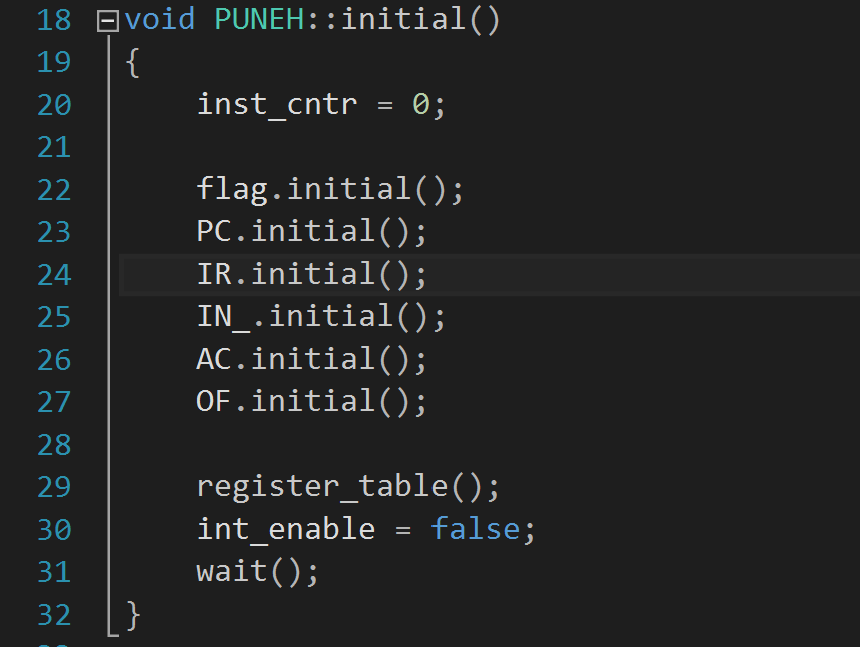 18 void PUNEH::initial()
19 {
20 inst_cntr = 0;
21
22 flag.initial();
23 PC.initial();
24 IR.initial();
25 IN_.initial();
26 AC.initial();
27 OF.initial();
28
29 register_table();
30 int_enable = false;
31 wait();
32 }